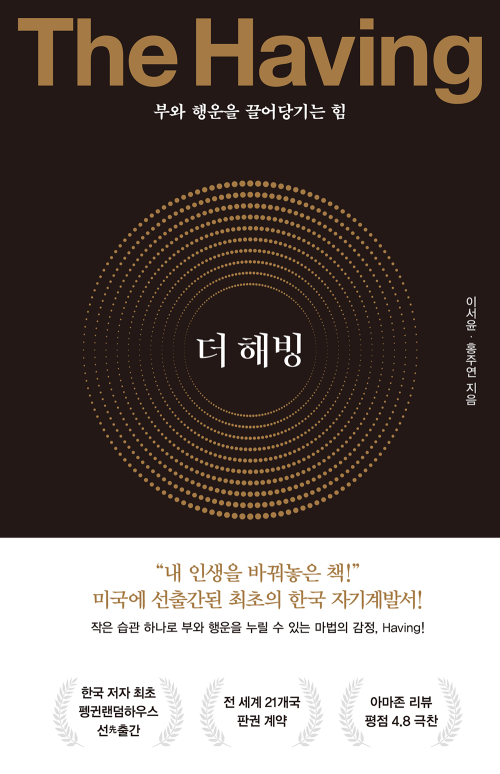 The Having
부와 행운을 끌어당기는 힘
더 해빙
이서윤 · 홍주연 지음
“내 인생을 바꿔놓은 책!”
미국에 선출간된 최초의 한국 자기계발서!
작은 습관 하나로 부와 행운을 누릴 수 있는 마법의 감정, Having!
한국 저자 최초
펭귄랜덤하우스
선先출간
전 세계 21개국
판권 계약
아마존 리뷰
평점 4.8 극찬